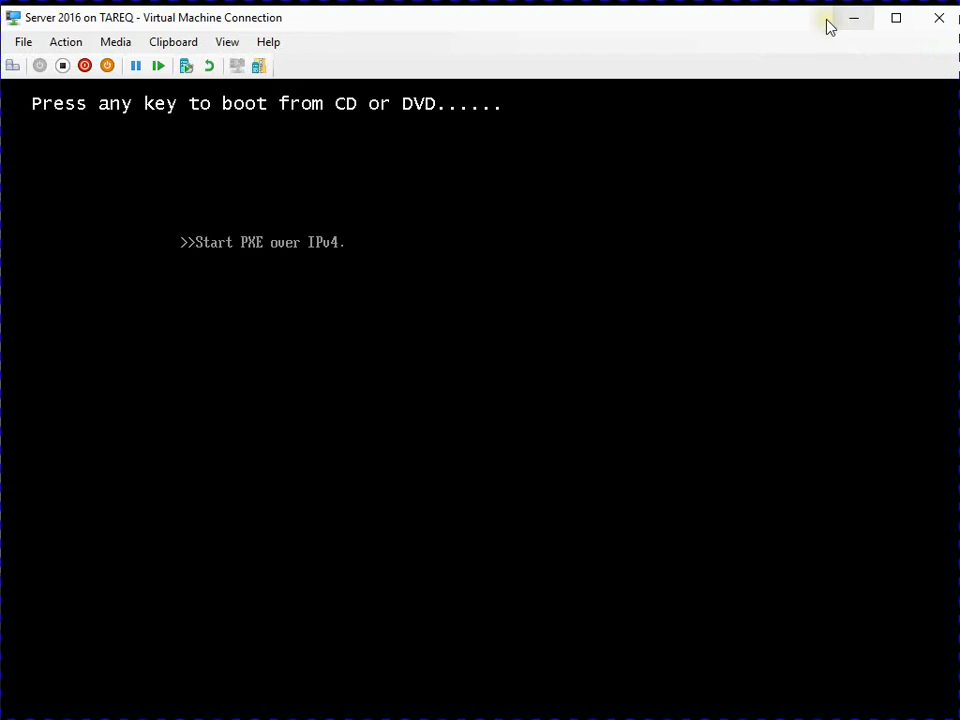 Server 2016 on TAREQ - Virtual Machine Connection
File Action Media Clipboard View Help
Press any key to boot from CD or DVD......
>>Start PXE over IPv4.